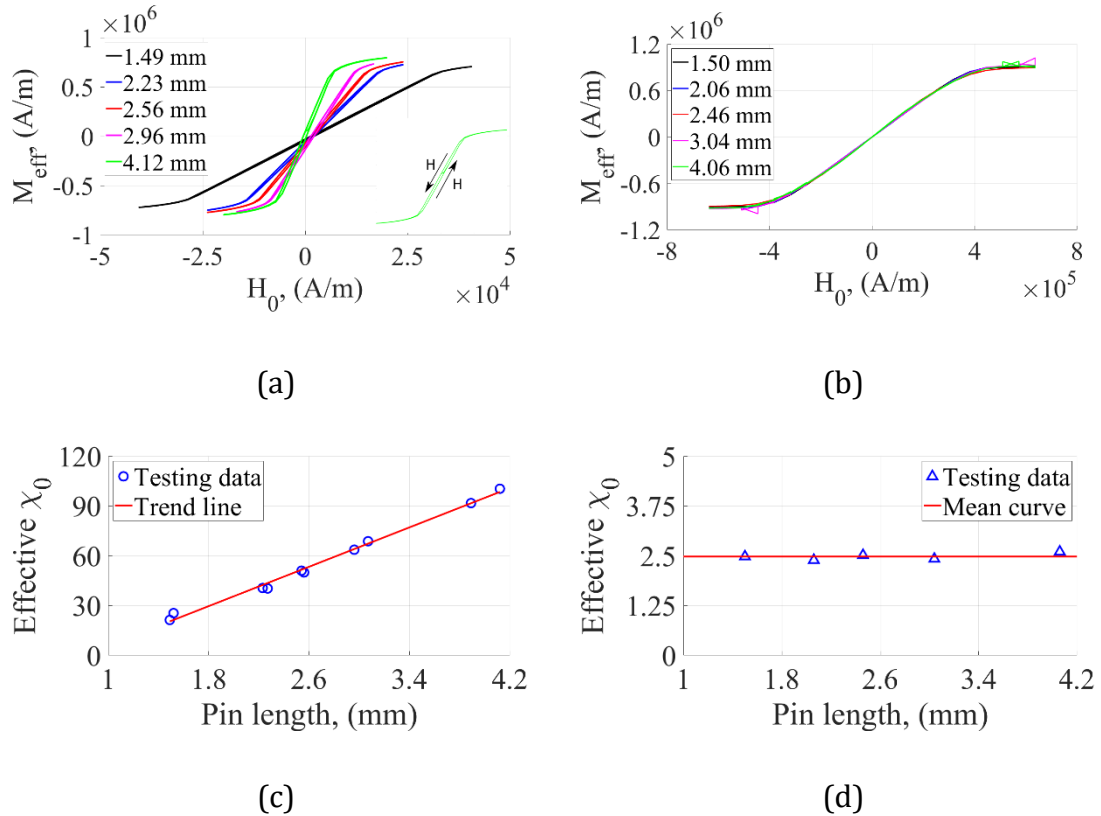 × 10⁶
1
0.5
0
-0.5
-1
M_eff, (A/m)
1.49 mm
2.23 mm
2.56 mm
2.96 mm
4.12 mm
H
H
-50 -25 0 2.5 50
H₀, (A/m)
× 10⁴
(a)
× 10⁶
1.2
0.6
0
-0.6
-1.2
M_eff, (A/m)
1.50 mm
2.06 mm
2.46 mm
3.04 mm
4.06 mm
-8 -4 0 4 8
H₀, (A/m)
× 10⁵
(b)
120
90
60
30
0
Effective χ₀
Testing data
Trend line
1 1.8 2.6 3.4 4.2
Pin length, (mm)
(c)
5
3.75
2.5
1.25
0
Effective χ₀
Testing data
Mean curve
1 1.8 2.6 3.4 4.2
Pin length, (mm)
(d)